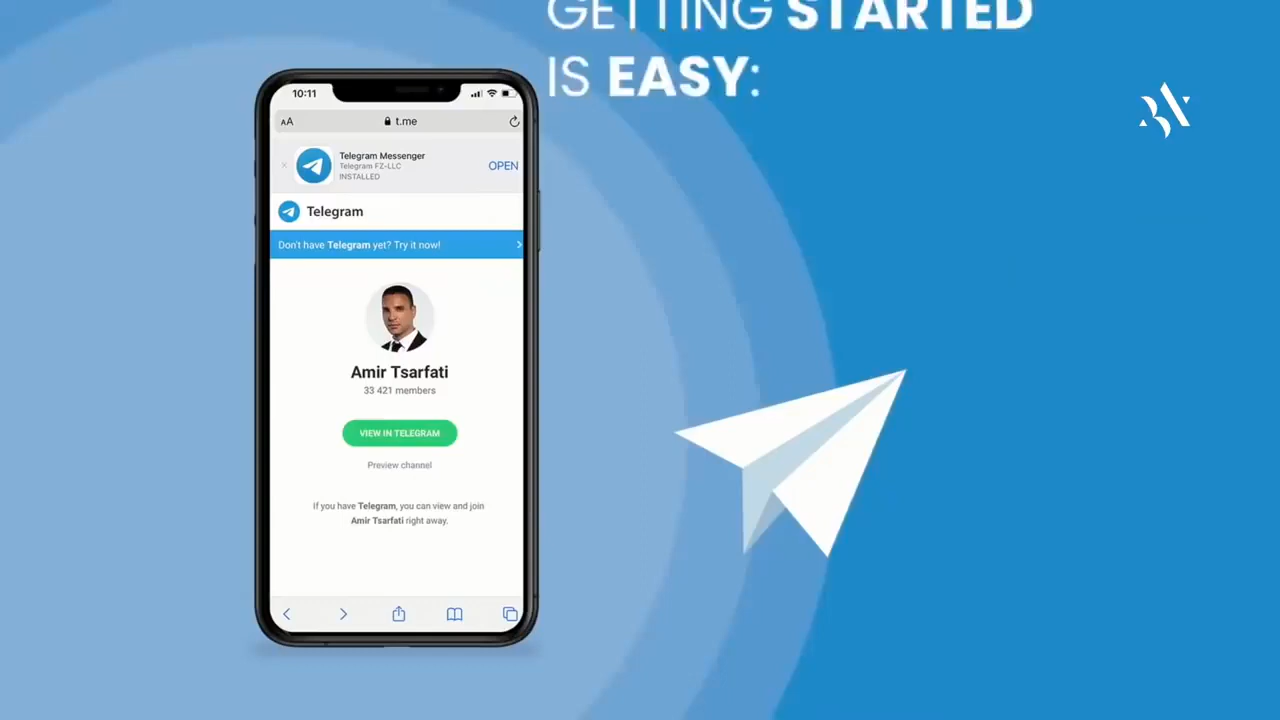 GETTING STARTED
IS EASY:
10:11
AA
t.me
×
Telegram Messenger
Telegram FZ-LLC
INSTALLED
OPEN
Telegram
Don't have Telegram yet? Try it now!
Amir Tsarfati
33 421 members
VIEW IN TELEGRAM
Preview channel
If you have Telegram, you can view and join
Amir Tsarfati right away.